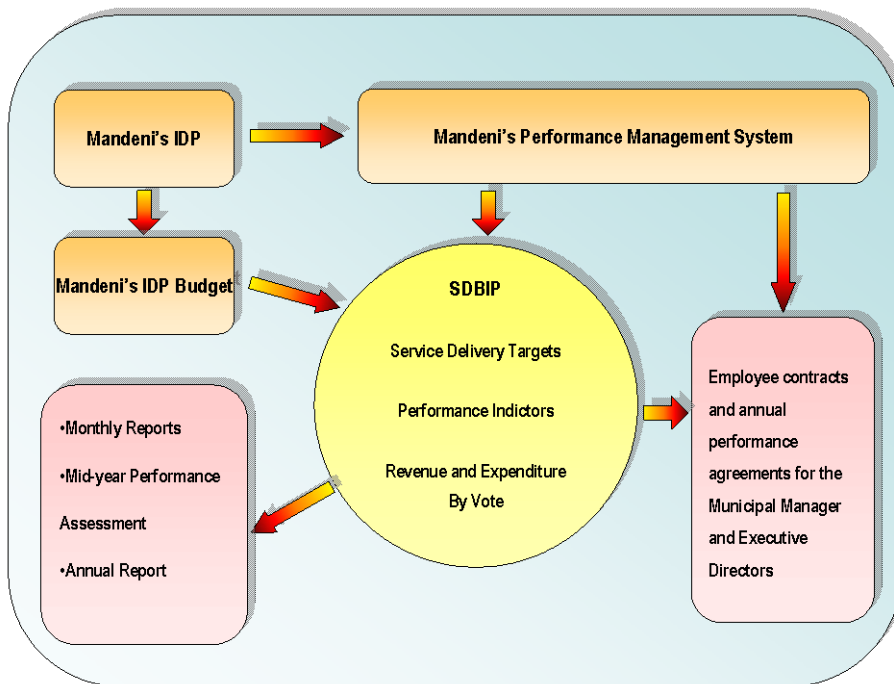 Mandeni's IDP
Mandeni's Performance Management System
Mandeni's IDP Budget
SDBIP
Service Delivery Targets
Performance Indictors
Revenue and Expenditure
By Vote
•Monthly Reports
•Mid-year Performance
Assessment
•Annual Report
Employee contracts
and annual
performance
agreements for the
Municipal Manager
and Executive
Directors